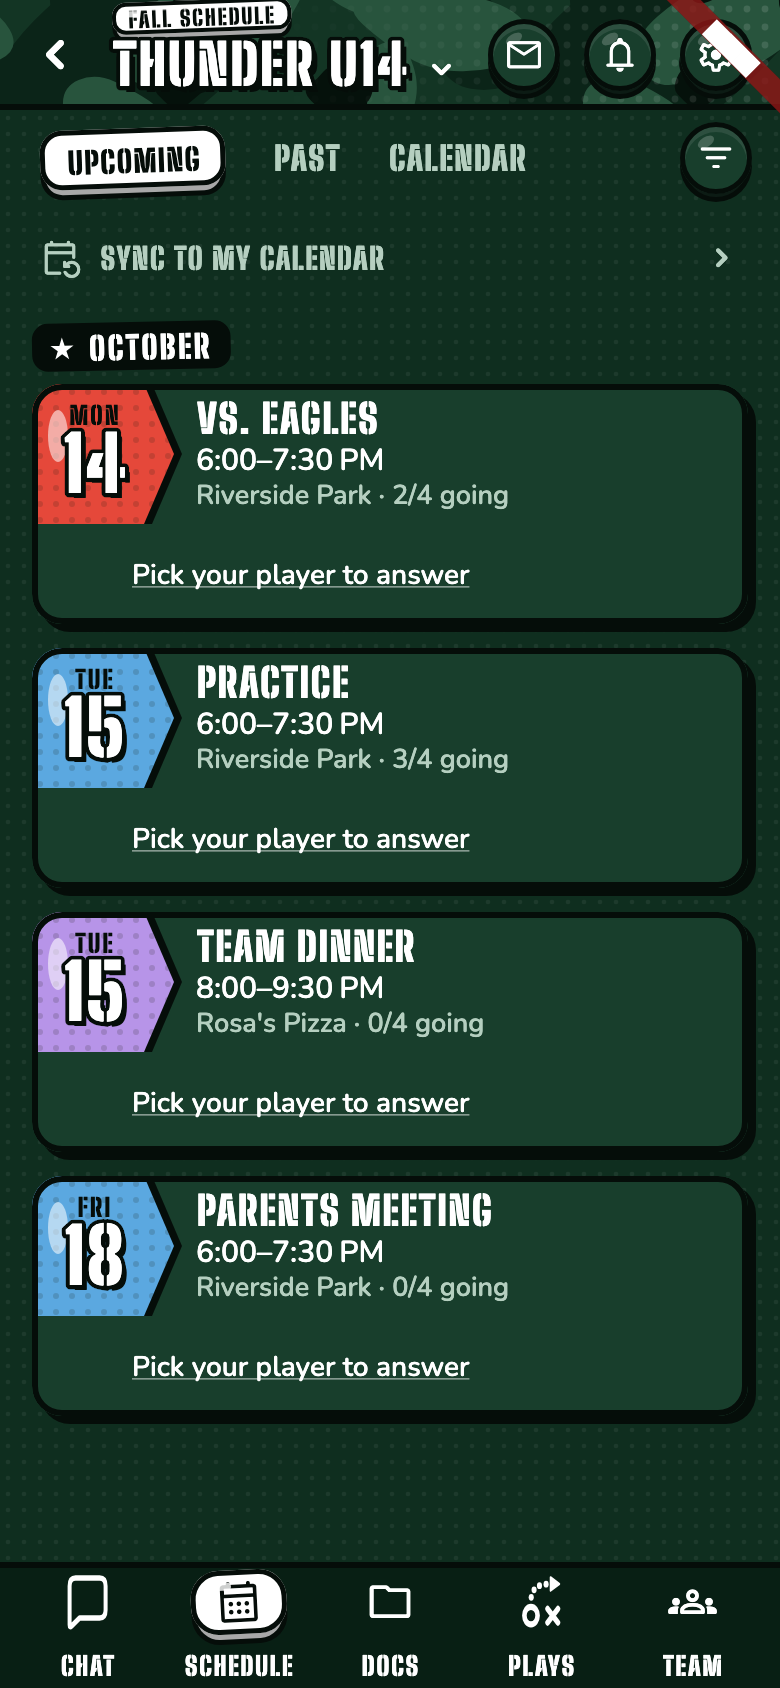 FALL SCHEDULE
THUNDER U14
UPCOMING
PAST
CALENDAR
SYNC TO MY CALENDAR
★ OCTOBER
MON
14
VS. EAGLES
6:00–7:30 PM
Riverside Park · 2/4 going
Pick your player to answer
TUE
15
PRACTICE
6:00–7:30 PM
Riverside Park · 3/4 going
Pick your player to answer
TUE
15
TEAM DINNER
8:00–9:30 PM
Rosa's Pizza · 0/4 going
Pick your player to answer
FRI
18
PARENTS MEETING
6:00–7:30 PM
Riverside Park · 0/4 going
Pick your player to answer
CHAT
SCHEDULE
DOCS
PLAYS
TEAM